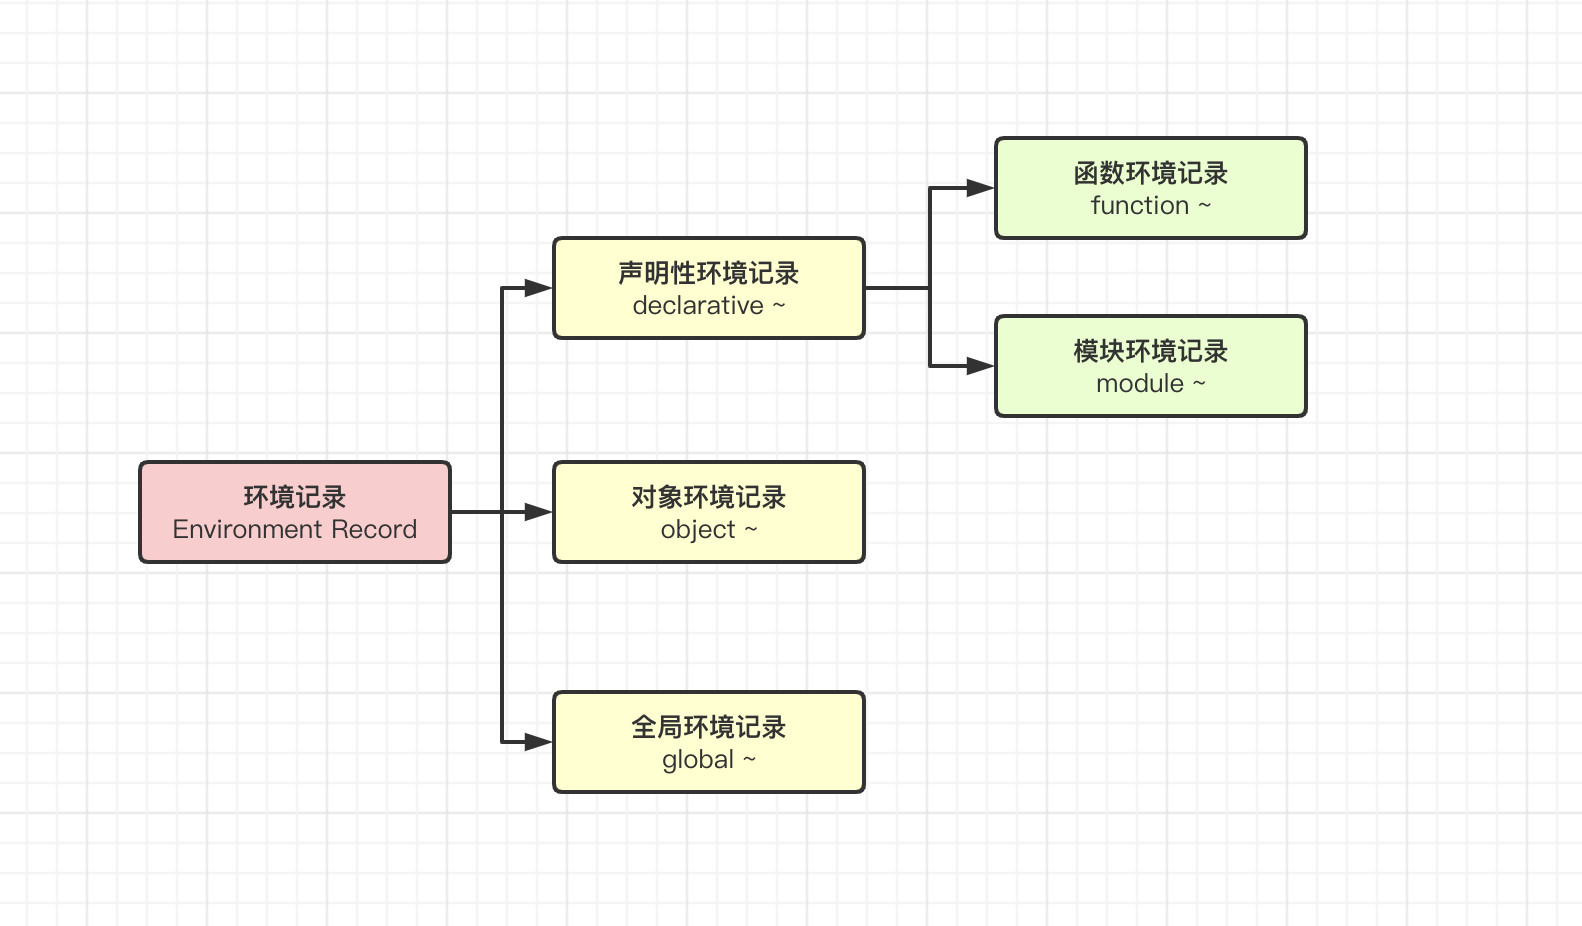 函数环境记录
function ~
声明性环境记录
declarative ~
模块环境记录
module ~
环境记录
Environment Record
对象环境记录
object ~
全局环境记录
global ~